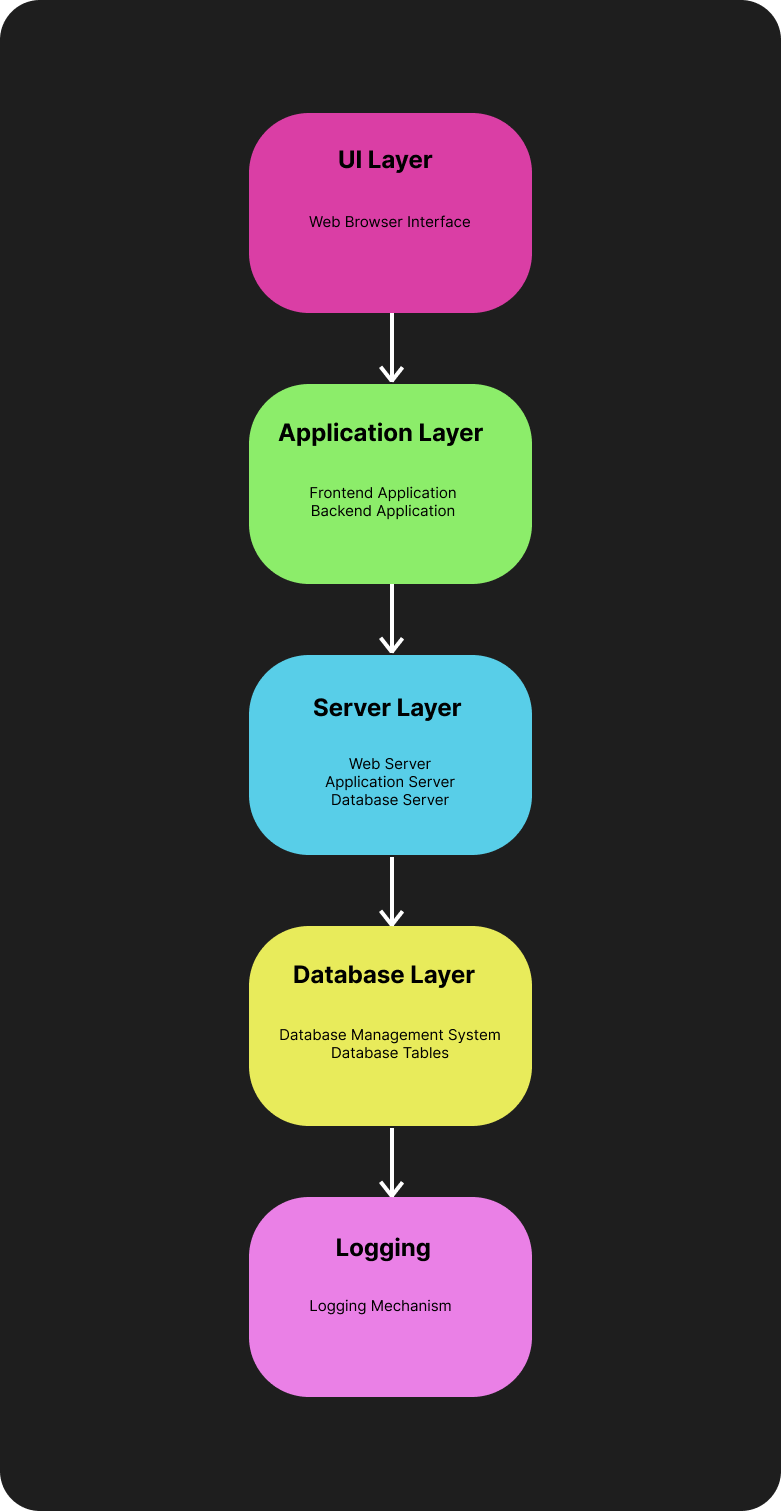 UI Layer
Web Browser Interface
Application Layer
Frontend Application
Backend Application
Server Layer
Web Server
Application Server
Database Server
Database Layer
Database Management System
Database Tables
Logging
Logging Mechanism